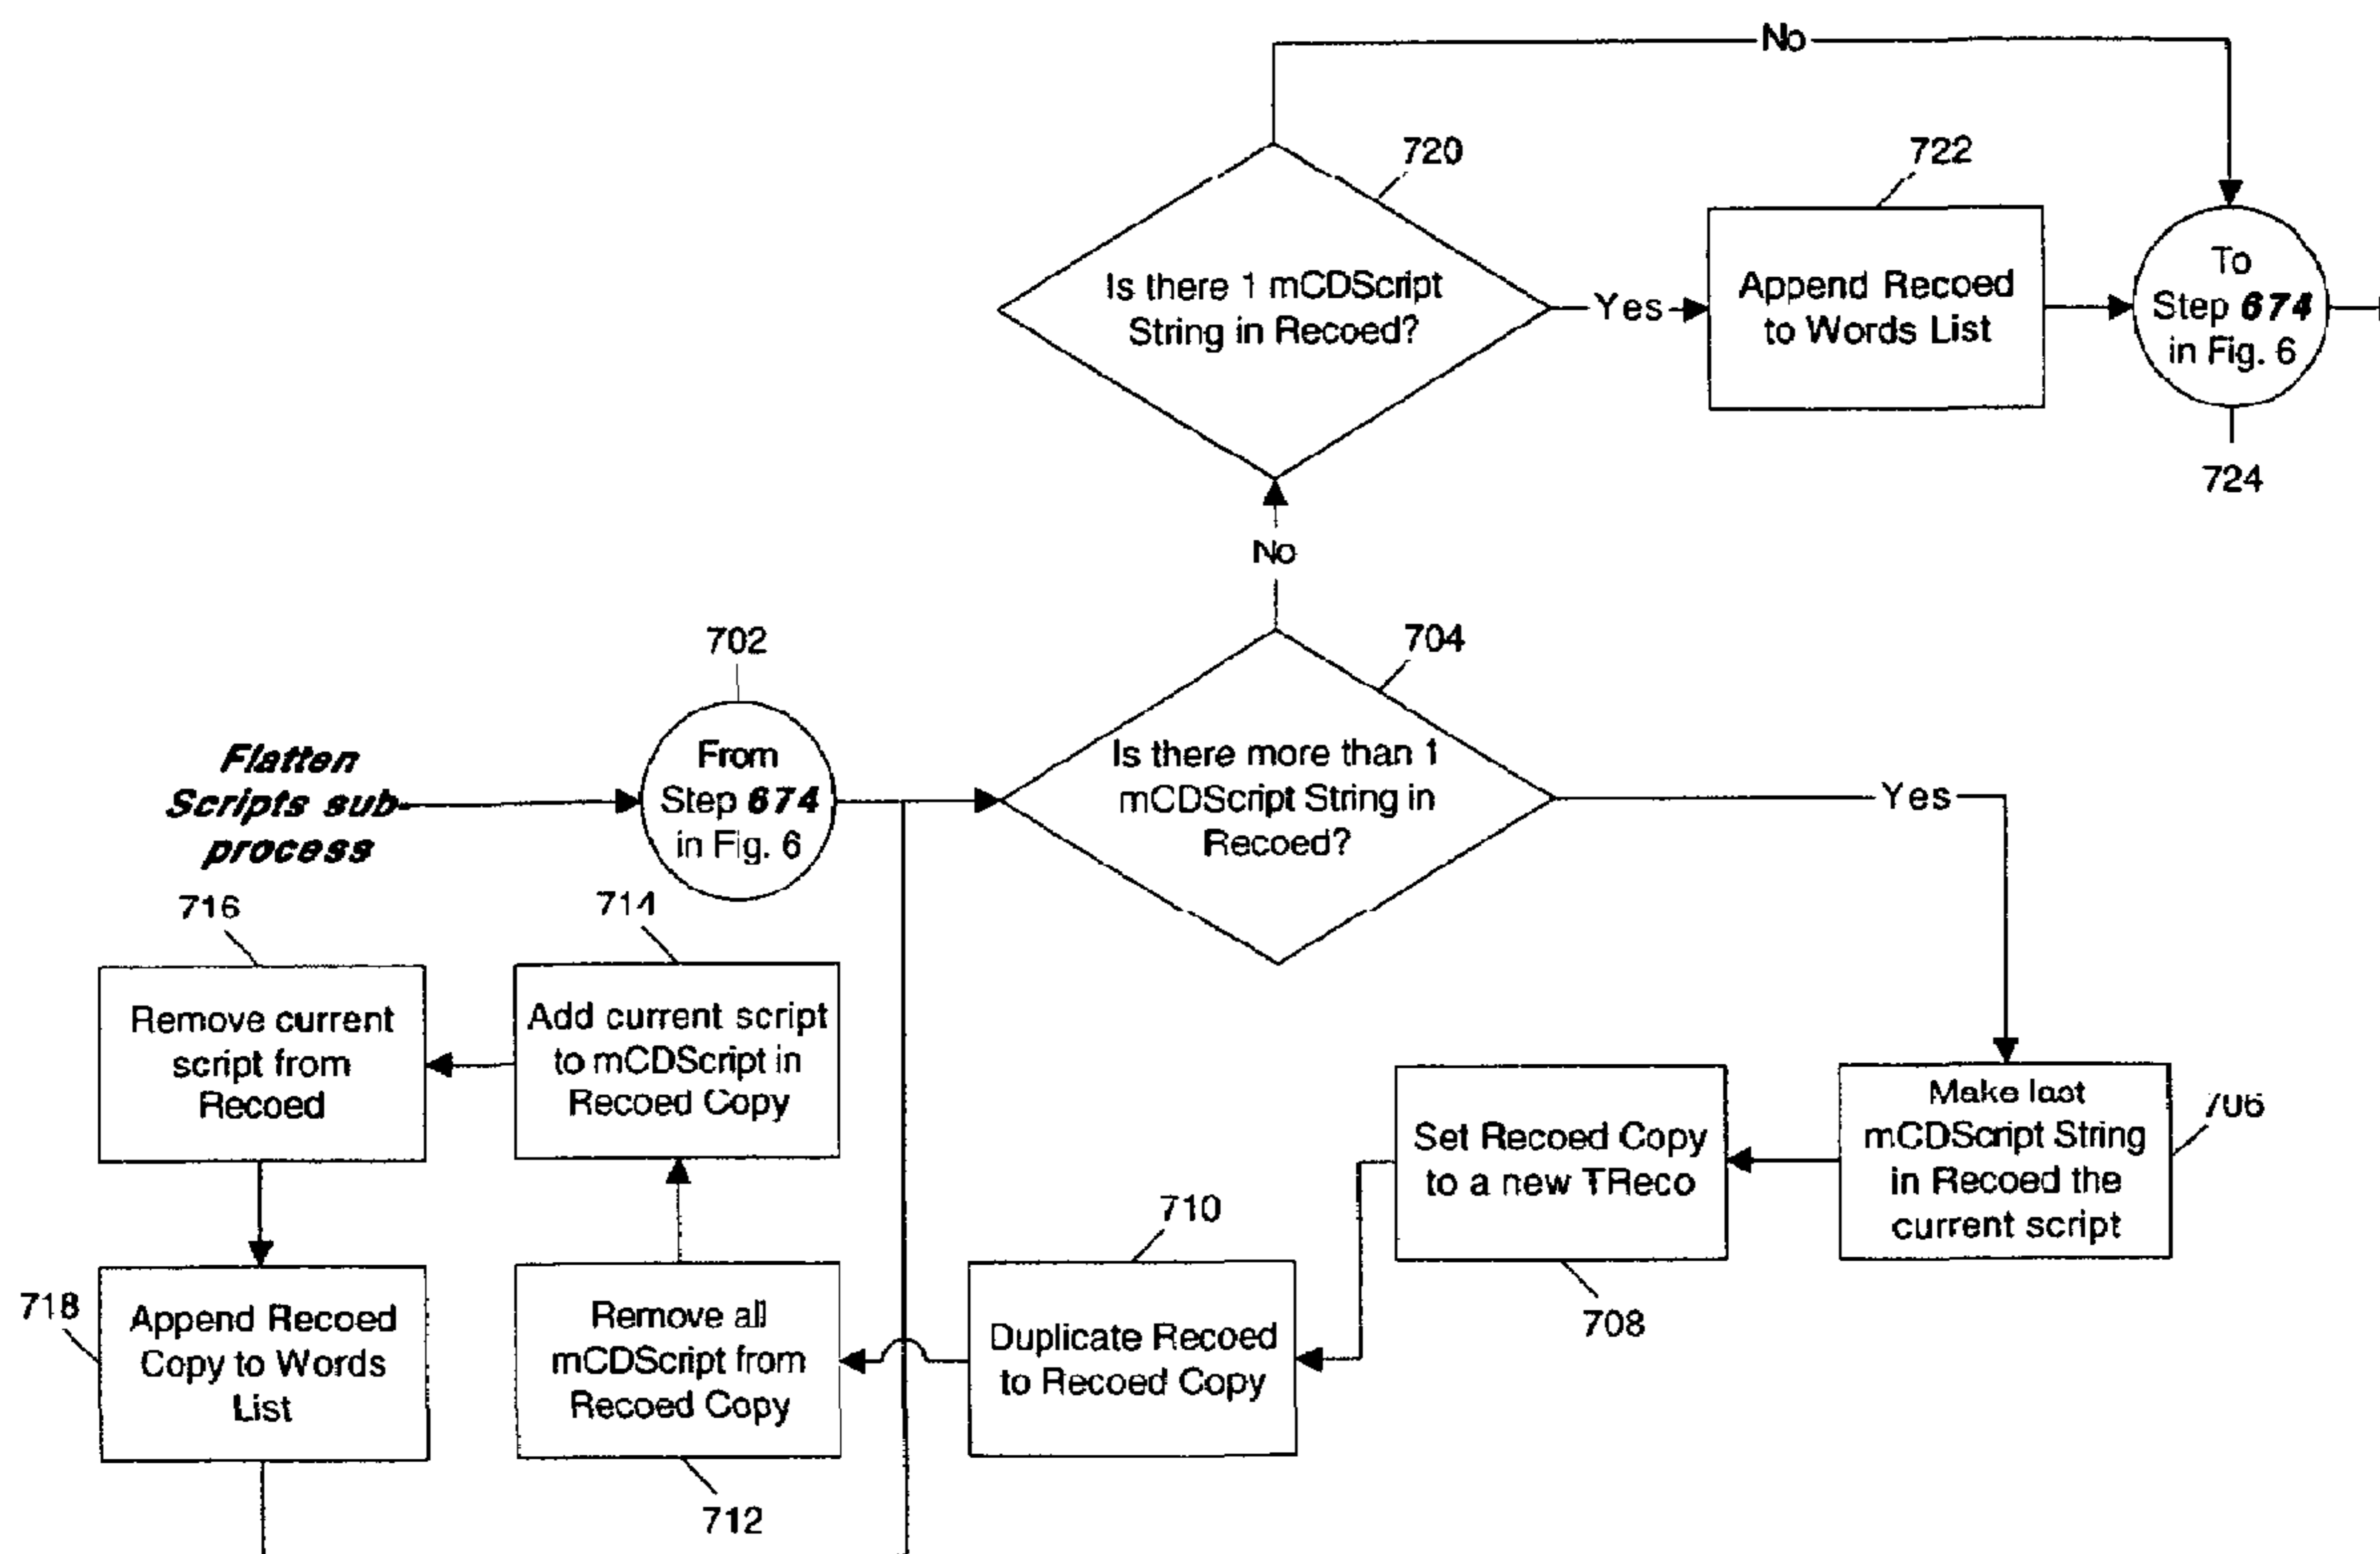 No
720
722
Is there 1 mCDScript
String in Recoed?
Yes
Append Recoed
to Words List
To
Step 674
in Fig. 6
724
No
702
704
Flatten
Scripts sub-
process
From
Step 674
in Fig. 6
Is there more than 1
mCDScript String in
Recoed?
Yes
716
714
Remove current
script from
Recoed
Add current script
to mCDScript in
Recoed Copy
Set Recoed Copy
to a new TReco
Make last
mCDScript String
in Recoed the
current script
706
710
708
718
Append Recoed
Copy to Words
List
Remove all
mCDScript from
Recoed Copy
Duplicate Recoed
to Recoed Copy
712